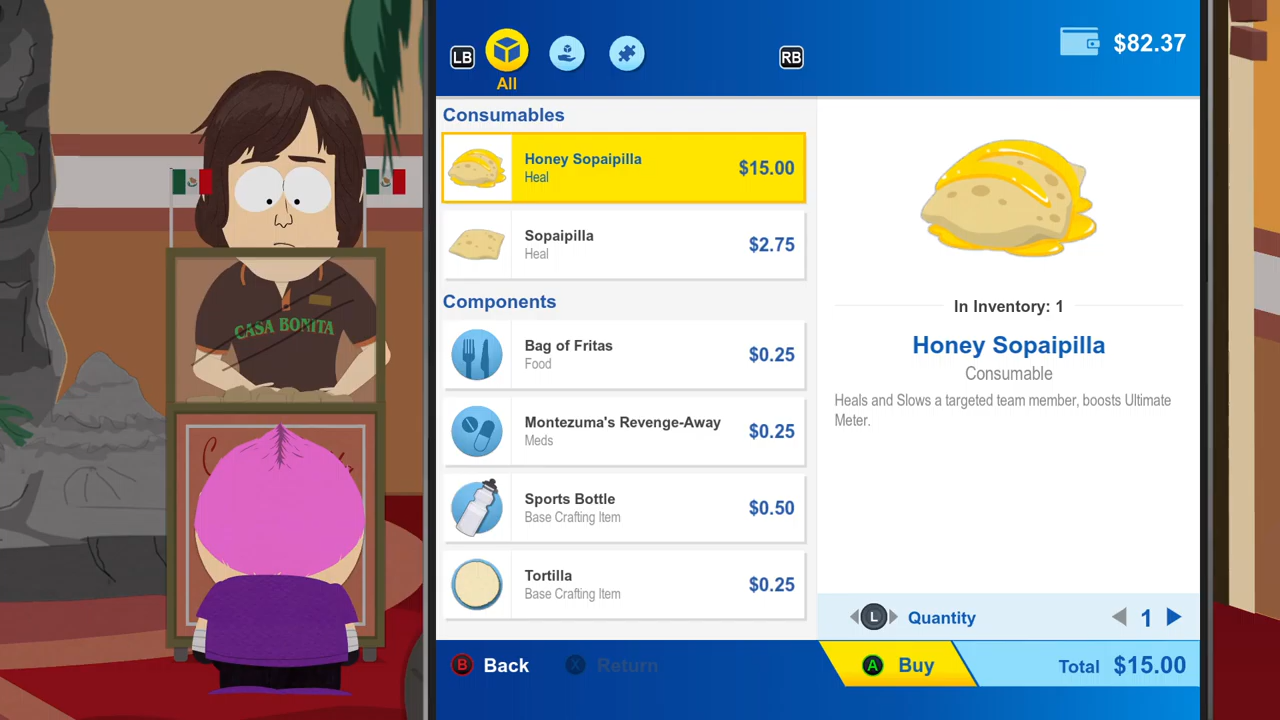 LB
All
RB
$82.37
Consumables
Honey Sopaipilla
Heal
$15.00
Sopaipilla
Heal
$2.75
Components
Bag of Fritas
Food
$0.25
Montezuma's Revenge-Away
Meds
$0.25
Sports Bottle
Base Crafting Item
$0.50
Tortilla
Base Crafting Item
$0.25
In Inventory: 1
Honey Sopaipilla
Consumable
Heals and Slows a targeted team member, boosts Ultimate
Meter.
L Quantity 1
B Back
X Return
A Buy
Total $15.00
CASA BONITA